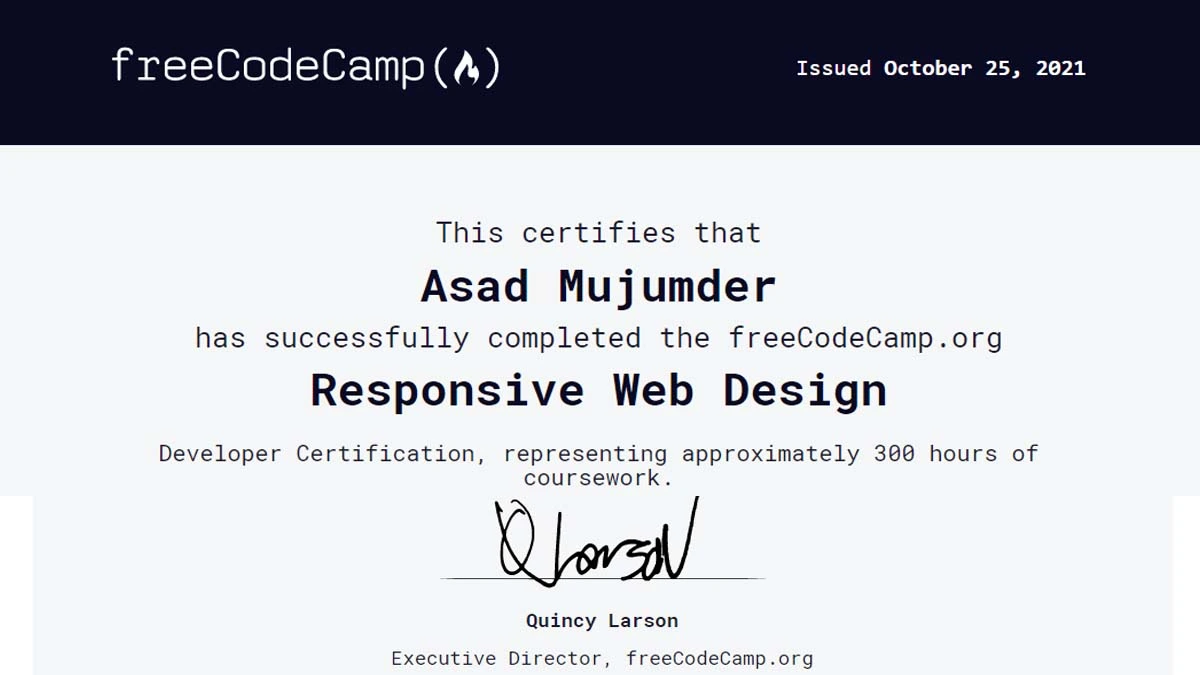 freeCodeCamp(🔥)
Issued October 25, 2021
This certifies that
Asad Mujumder
has successfully completed the freeCodeCamp.org
Responsive Web Design
Developer Certification, representing approximately 300 hours of
coursework.
Q Larson
Quincy Larson
Executive Director, freeCodeCamp.org